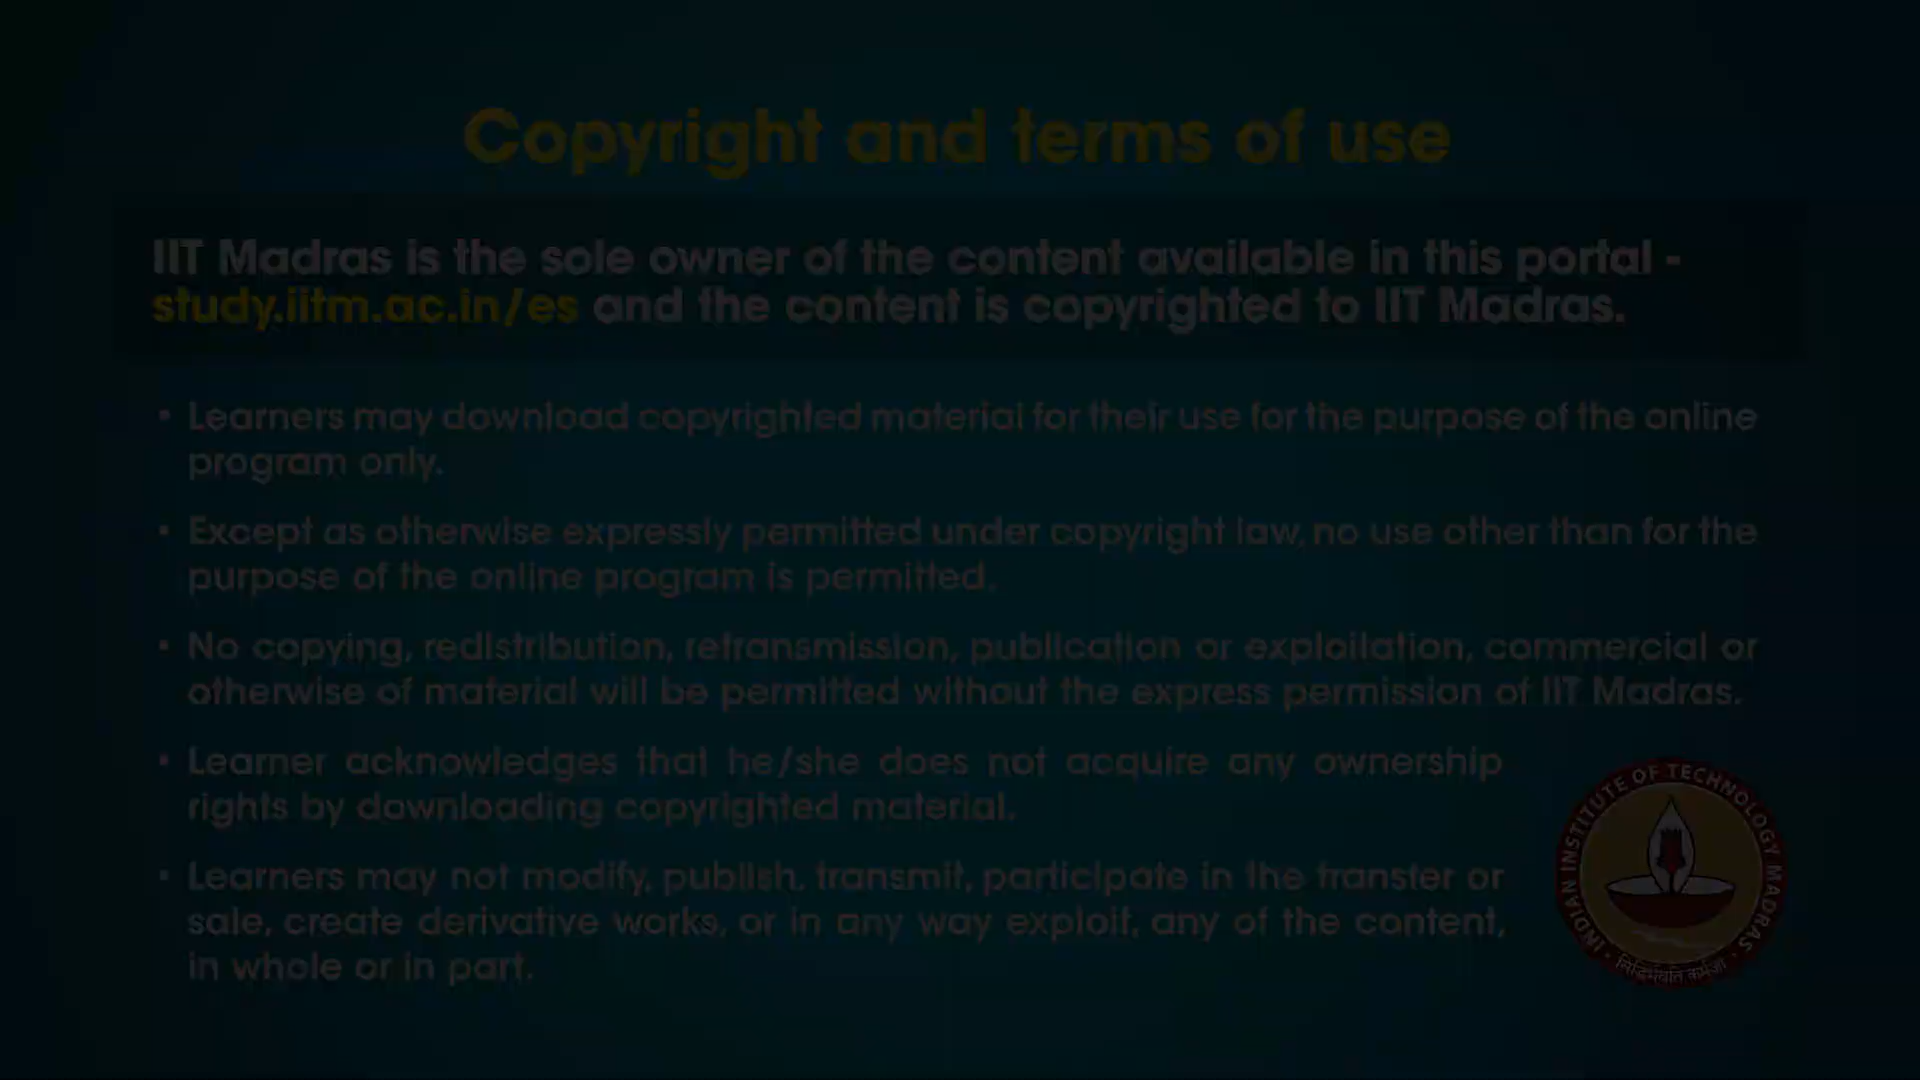 Copyright and terms of use
IIT Madras is the sole owner of the content available in this portal -
study.iitm.ac.in/es and the content is copyrighted to IIT Madras.
• Learners may download copyrighted material for their use for the purpose of the online
program only.
• Except as otherwise expressly permitted under copyright law, no use other than for the
purpose of the online program is permitted.
• No copying, redistribution, retransmission, publication or exploitation, commercial or
otherwise of material will be permitted without the express permission of IIT Madras.
• Learner acknowledges that he/she does not acquire any ownership
rights by downloading copyrighted material.
• Learners may not modify, publish, transmit, participate in the transfer or
sale, create derivative works, or in any way exploit, any of the content,
in whole or in part.
INDIAN INSTITUTE OF TECHNOLOGY MADRAS
सिद्धिर्भवति कर्मजा